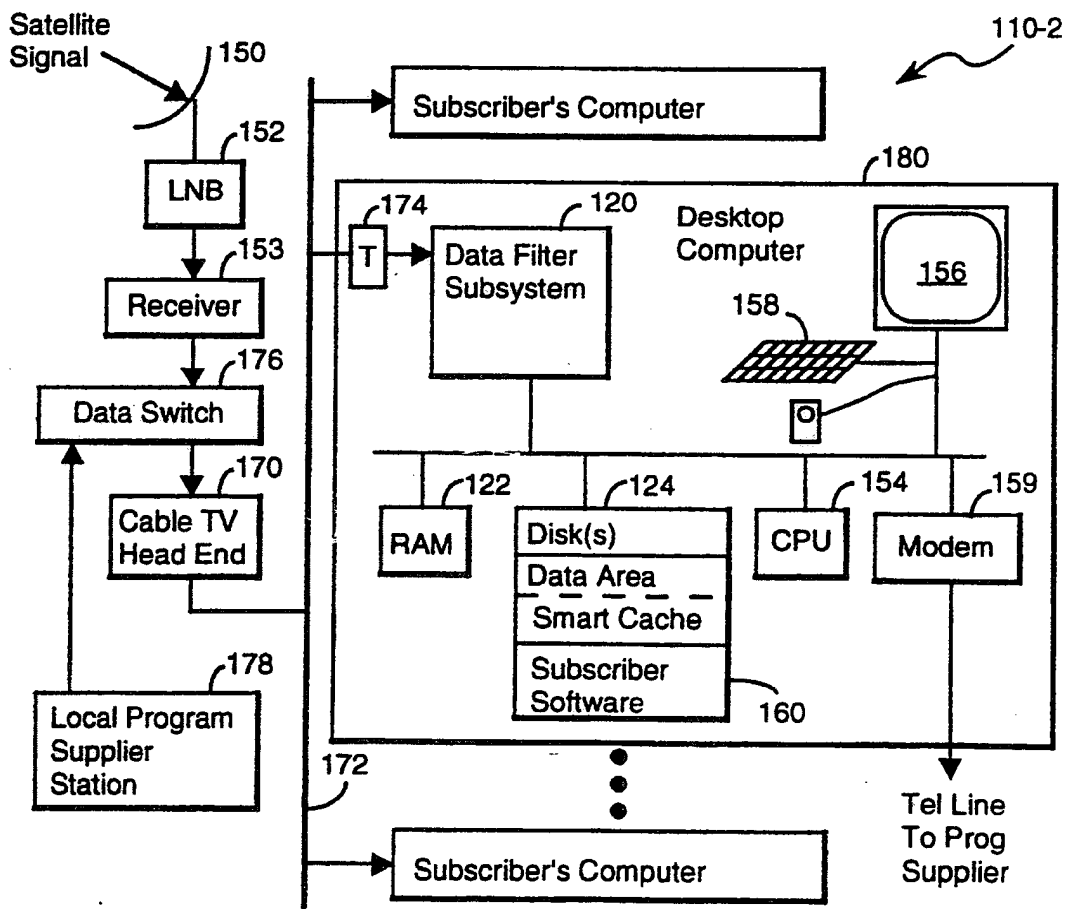 Satellite
Signal
150
110-2
Subscriber's Computer
152
LNB
180
174
T
120
Data Filter
Subsystem
Desktop
Computer
156
153
Receiver
158
176
Data Switch
170
Cable TV
Head End
122
RAM
124
Disk(s)
Data Area
Smart Cache
Subscriber
Software
160
154
CPU
159
Modem
178
Local Program
Supplier
Station
172
Tel Line
To Prog
Supplier
Subscriber's Computer